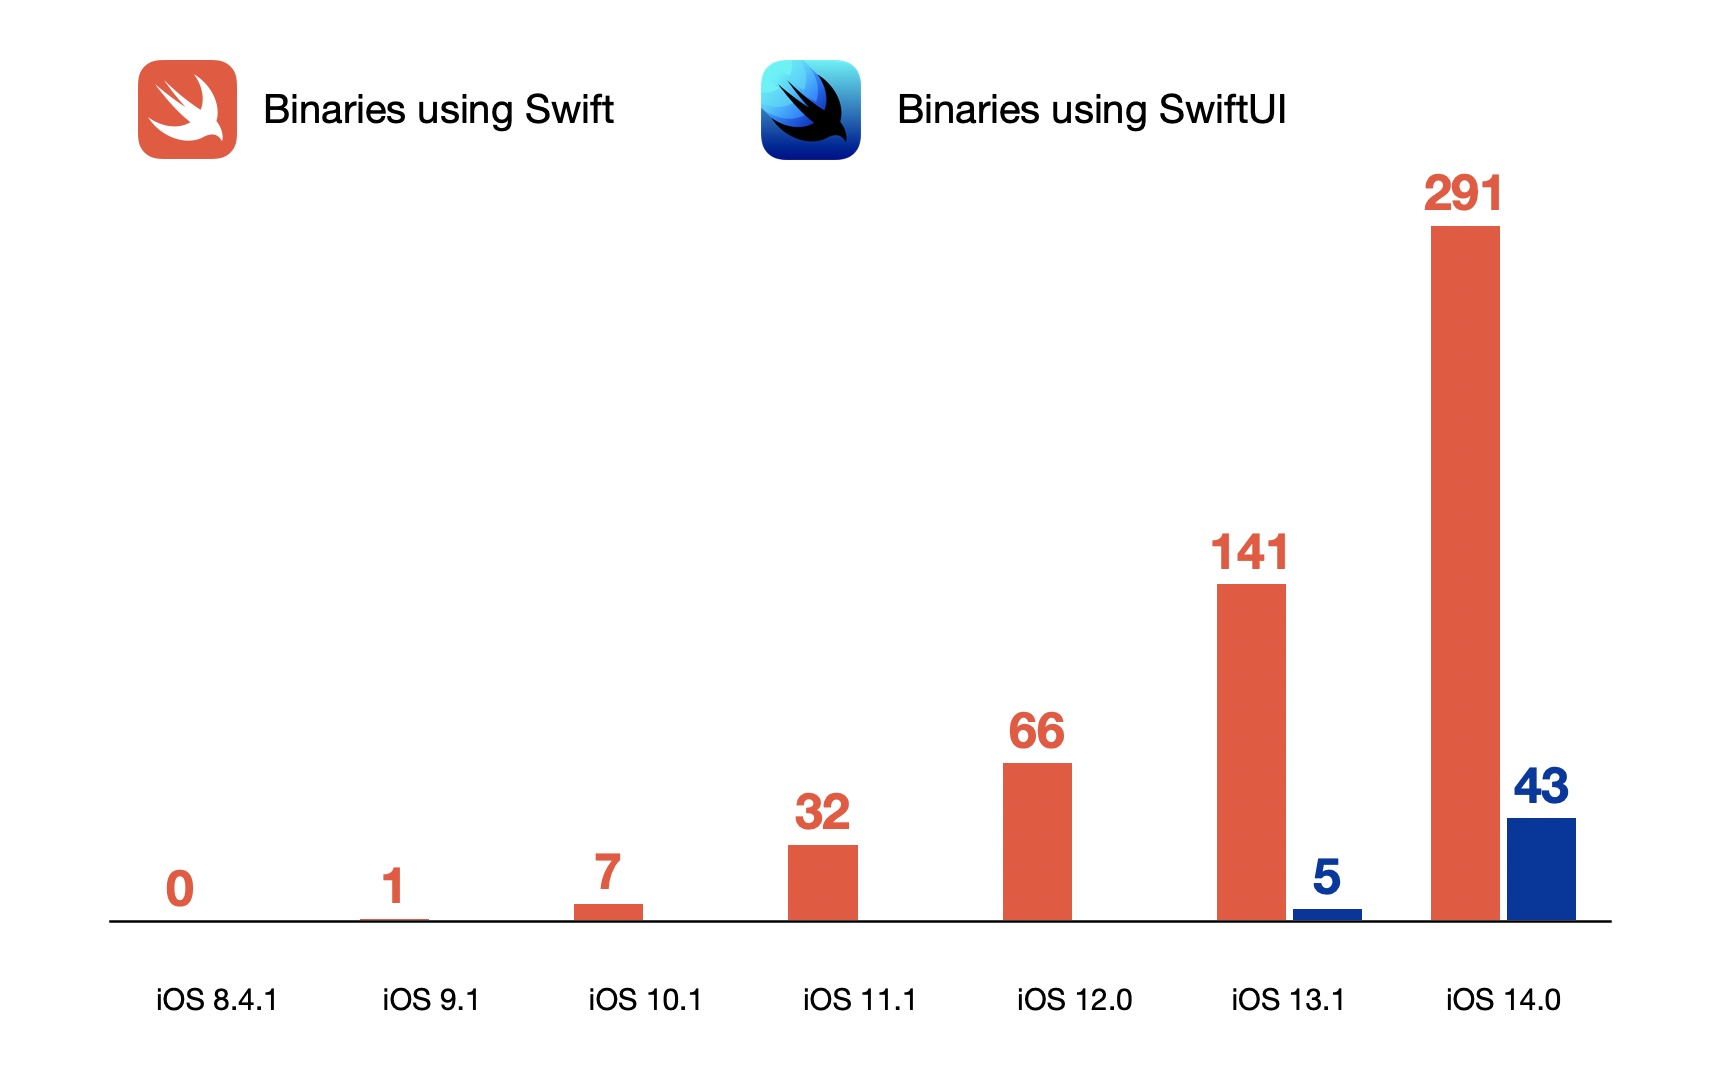 Binaries using Swift
Binaries using SwiftUI
291
141
66
43
32
7
5
1
0
iOS 8.4.1
iOS 9.1
iOS 10.1
iOS 11.1
iOS 12.0
iOS 13.1
iOS 14.0